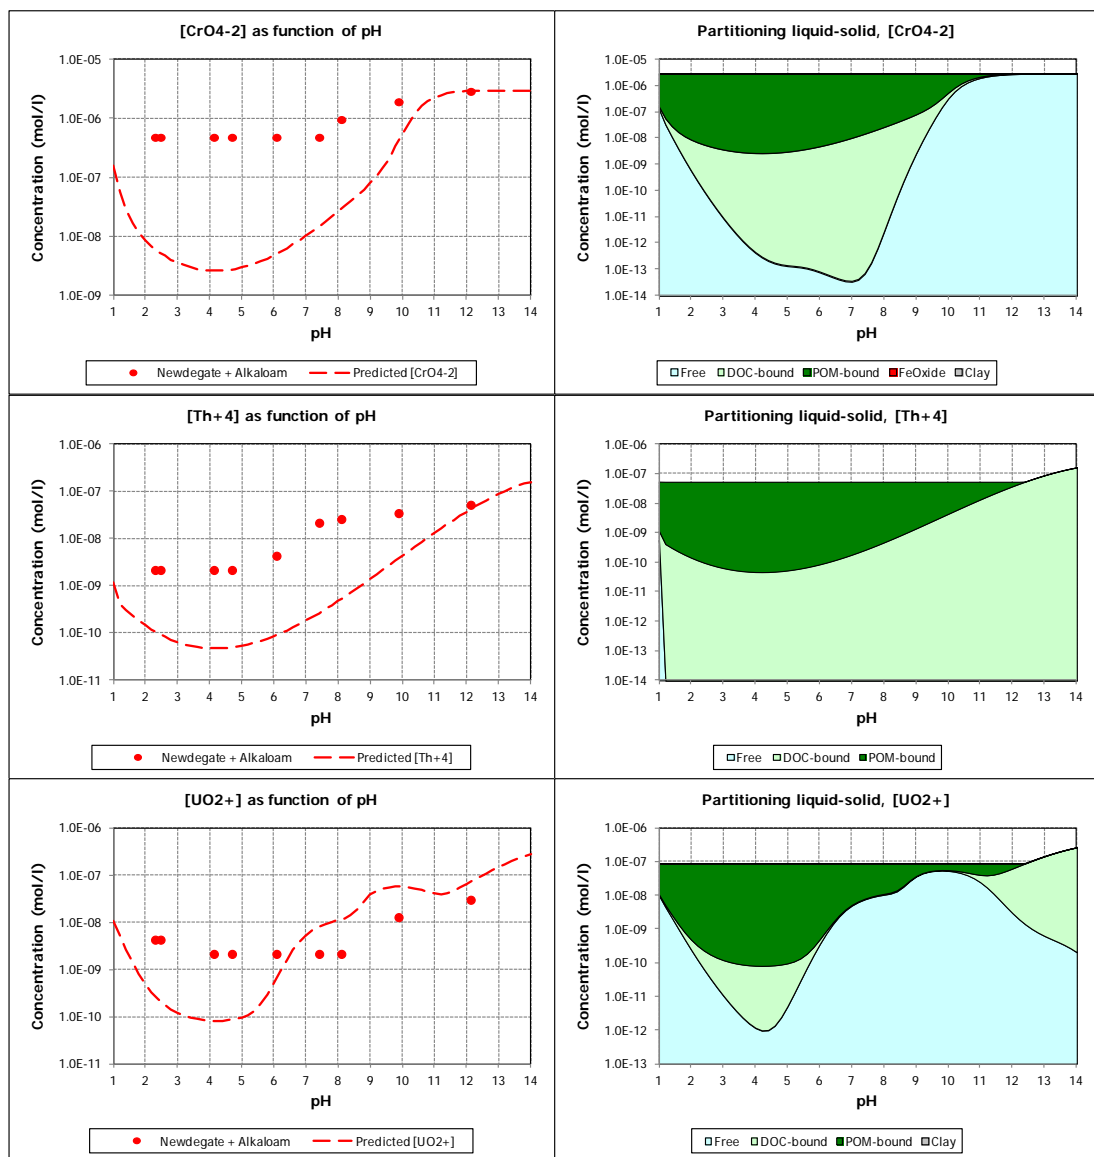 [CrO4-2] as function of pH
Concentration (mol/l)
1.0E-05
1.0E-06
1.0E-07
1.0E-08
1.0E-09
1 2 3 4 5 6 7 8 9 10 11 12 13 14
pH
Newdegate + Alkaloam Predicted [CrO4-2]
Partitioning liquid-solid, [CrO4-2]
Concentration (mol/l)
1.0E-05
1.0E-06
1.0E-07
1.0E-08
1.0E-09
1.0E-10
1.0E-11
1.0E-12
1.0E-13
1.0E-14
1 2 3 4 5 6 7 8 9 10 11 12 13 14
pH
Free DOC-bound POM-bound FeOxide Clay
[Th+4] as function of pH
Concentration (mol/l)
1.0E-06
1.0E-07
1.0E-08
1.0E-09
1.0E-10
1.0E-11
1 2 3 4 5 6 7 8 9 10 11 12 13 14
pH
Newdegate + Alkaloam Predicted [Th+4]
Partitioning liquid-solid, [Th+4]
Concentration (mol/l)
1.0E-06
1.0E-07
1.0E-08
1.0E-09
1.0E-10
1.0E-11
1.0E-12
1.0E-13
1.0E-14
1 2 3 4 5 6 7 8 9 10 11 12 13 14
pH
Free DOC-bound POM-bound
[UO2+] as function of pH
Concentration (mol/l)
1.0E-06
1.0E-07
1.0E-08
1.0E-09
1.0E-10
1.0E-11
1 2 3 4 5 6 7 8 9 10 11 12 13 14
pH
Newdegate + Alkaloam Predicted [UO2+]
Partitioning liquid-solid, [UO2+]
Concentration (mol/l)
1.0E-06
1.0E-07
1.0E-08
1.0E-09
1.0E-10
1.0E-11
1.0E-12
1.0E-13
1 2 3 4 5 6 7 8 9 10 11 12 13 14
pH
Free DOC-bound POM-bound Clay